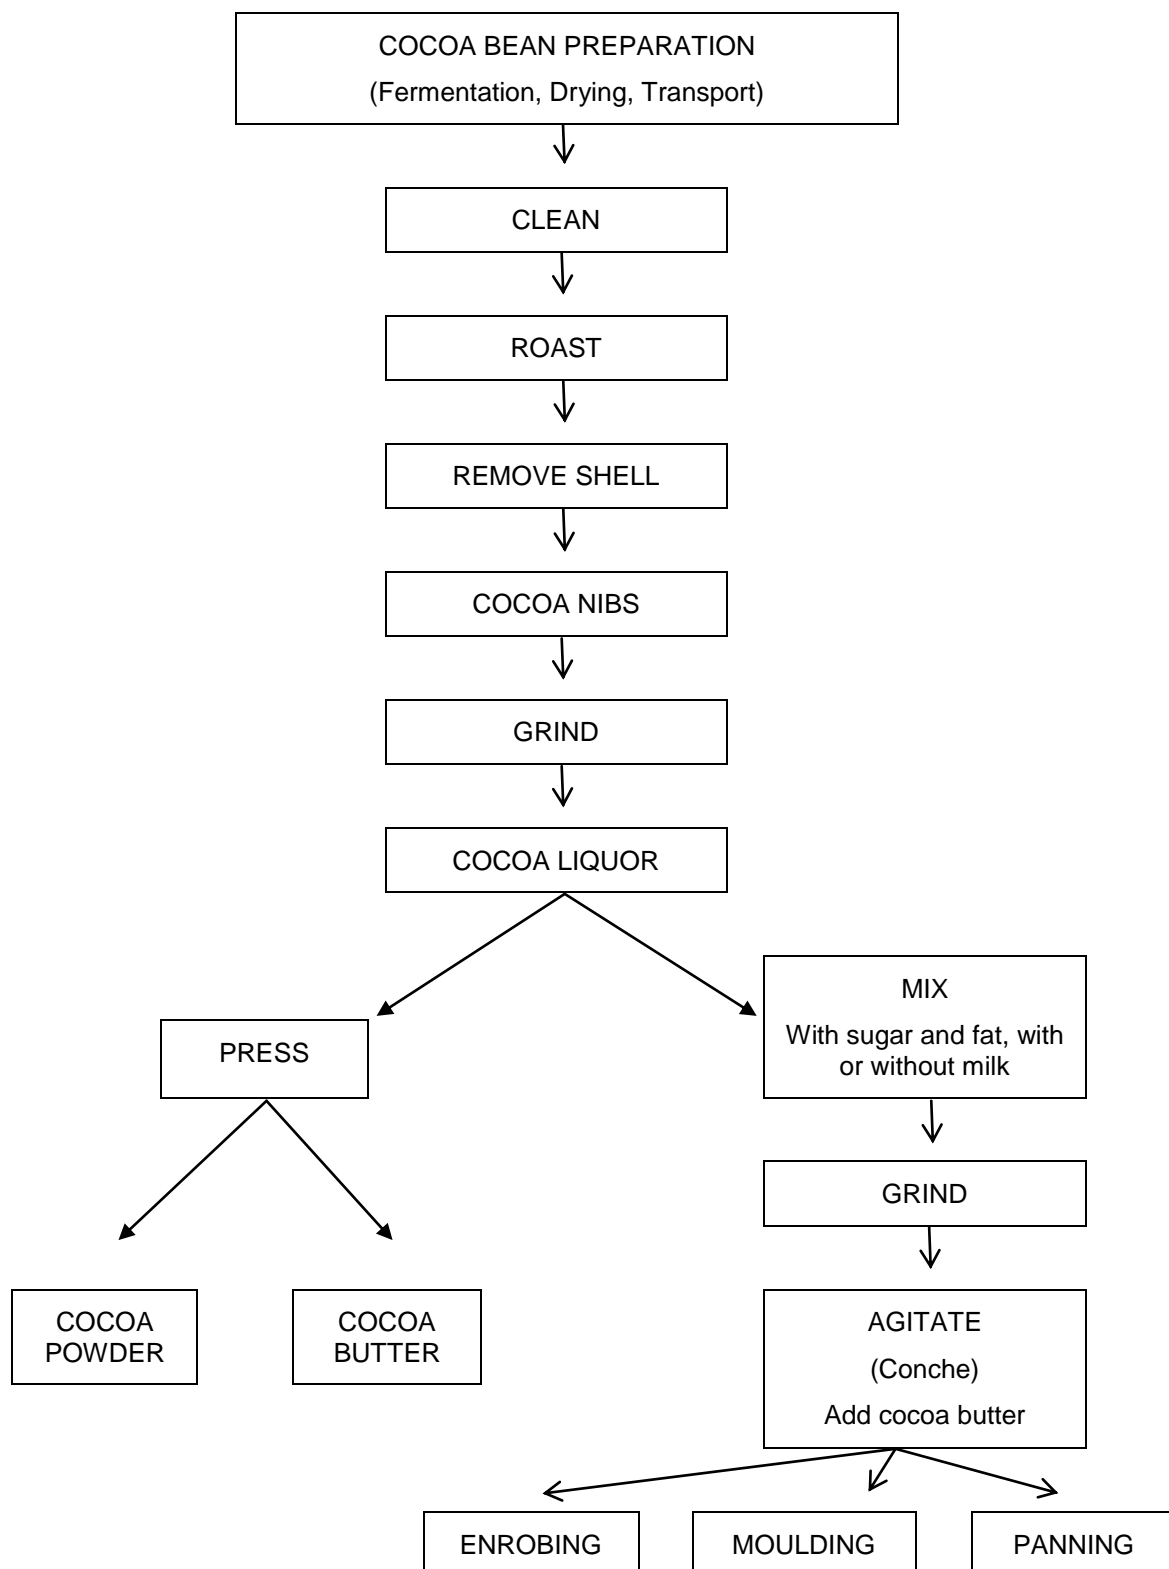 COCOA BEAN PREPARATION
(Fermentation, Drying, Transport)
CLEAN
ROAST
REMOVE SHELL
COCOA NIBS
GRIND
COCOA LIQUOR
PRESS
MIX
With sugar and fat, with
or without milk
GRIND
COCOA
POWDER
COCOA
BUTTER
AGITATE
(Conche)
Add cocoa butter
ENROBING
MOULDING
PANNING